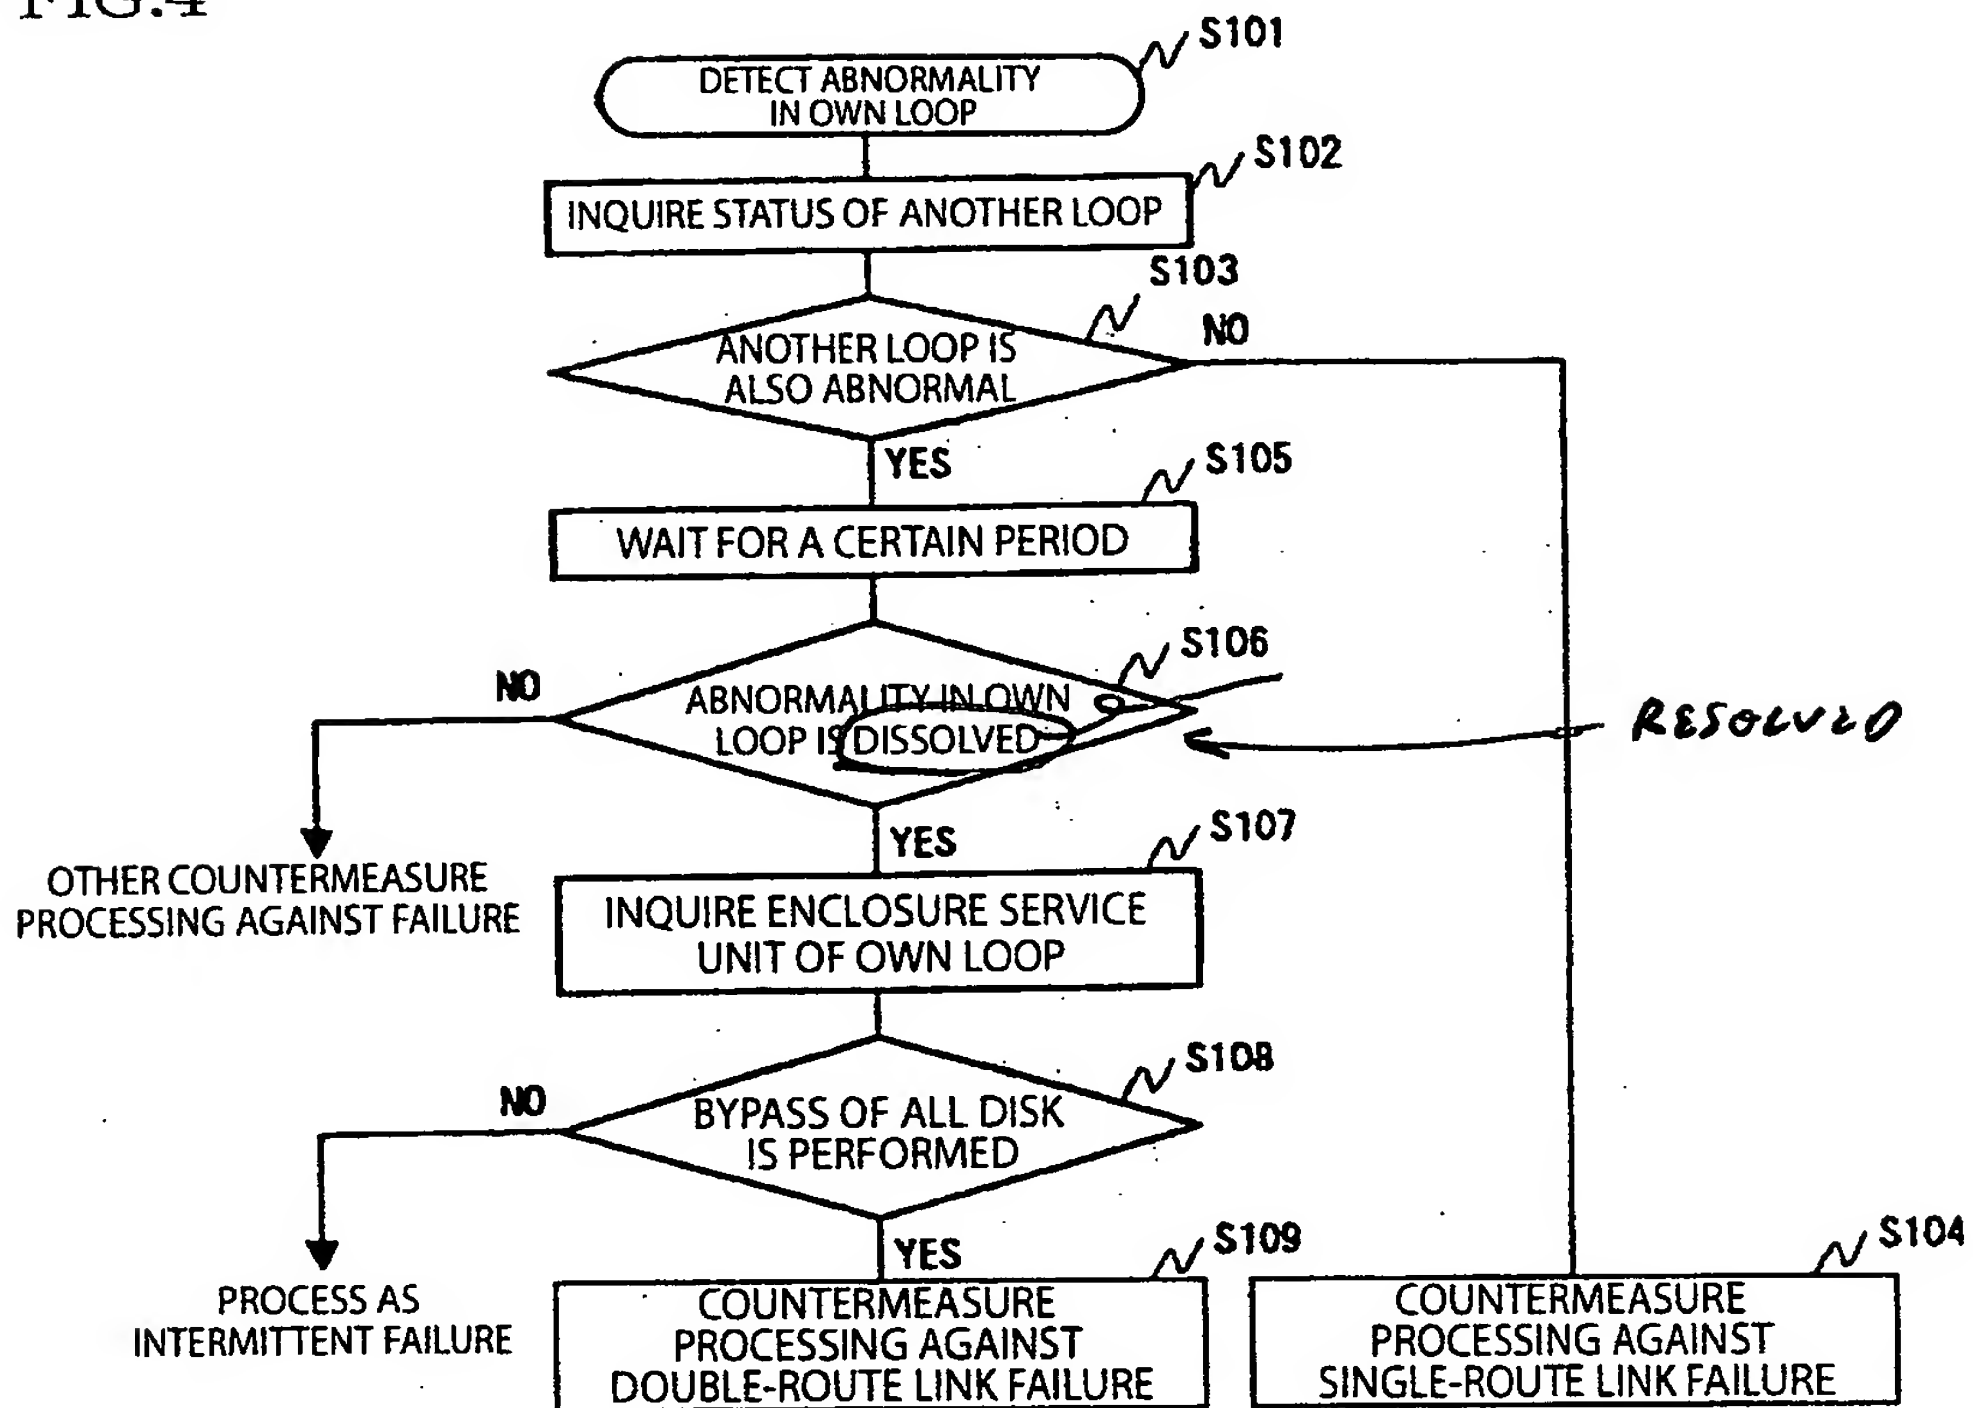 FIG.4
S101
DETECT ABNORMALITY
IN OWN LOOP
S102
INQUIRE STATUS OF ANOTHER LOOP
S103
ANOTHER LOOP IS
ALSO ABNORMAL
NO
YES
S105
WAIT FOR A CERTAIN PERIOD
S106
NO
ABNORMALITY IN OWN
LOOP IS DISSOLVED
RESOLVED
YES
OTHER COUNTERMEASURE
PROCESSING AGAINST FAILURE
S107
INQUIRE ENCLOSURE SERVICE
UNIT OF OWN LOOP
S108
NO
BYPASS OF ALL DISK
IS PERFORMED
YES
PROCESS AS
INTERMITTENT FAILURE
S109
COUNTERMEASURE
PROCESSING AGAINST
DOUBLE-ROUTE LINK FAILURE
S104
COUNTERMEASURE
PROCESSING AGAINST
SINGLE-ROUTE LINK FAILURE